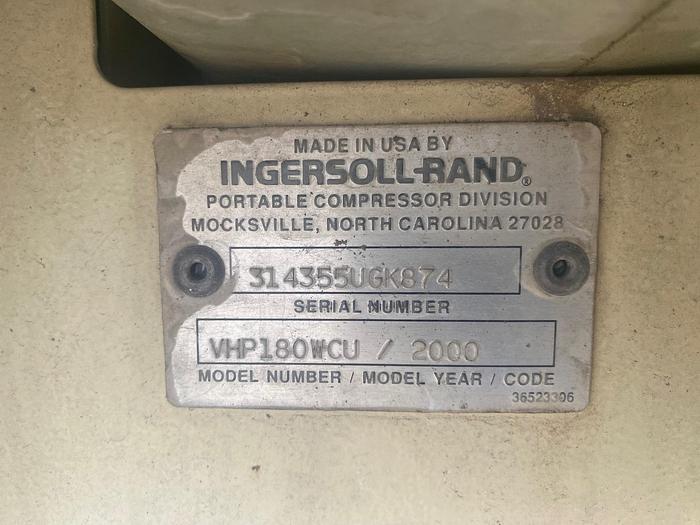 MADE IN USA BY
INGERSOLL-RAND®
PORTABLE COMPRESSOR DIVISION
MOCKSVILLE, NORTH CAROLINA 27028
314355UGK874
SERIAL NUMBER
VHP180WCU / 2000
MODEL NUMBER / MODEL YEAR / CODE
36523306